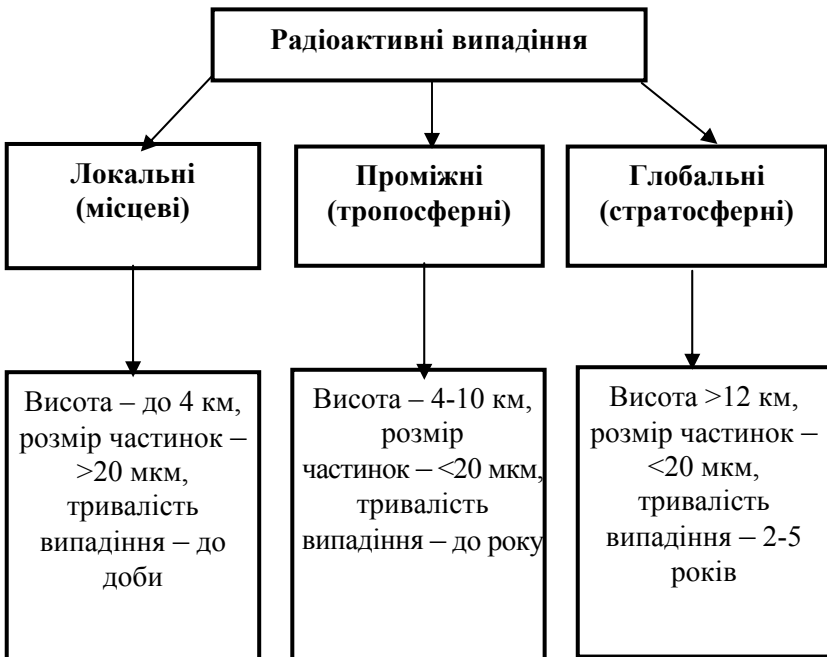 Радіоактивні випадіння
Локальні
(місцеві)
Проміжні
(тропосферні)
Глобальні
(стратосферні)
Висота – до 4 км,
розмір частинок –
>20 мкм,
тривалість
випадіння – до
доби
Висота – 4-10 км,
розмір
частинок – <20 мкм,
тривалість
випадіння – до року
Висота >12 км,
розмір частинок –
<20 мкм,
тривалість
випадіння – 2-5
років